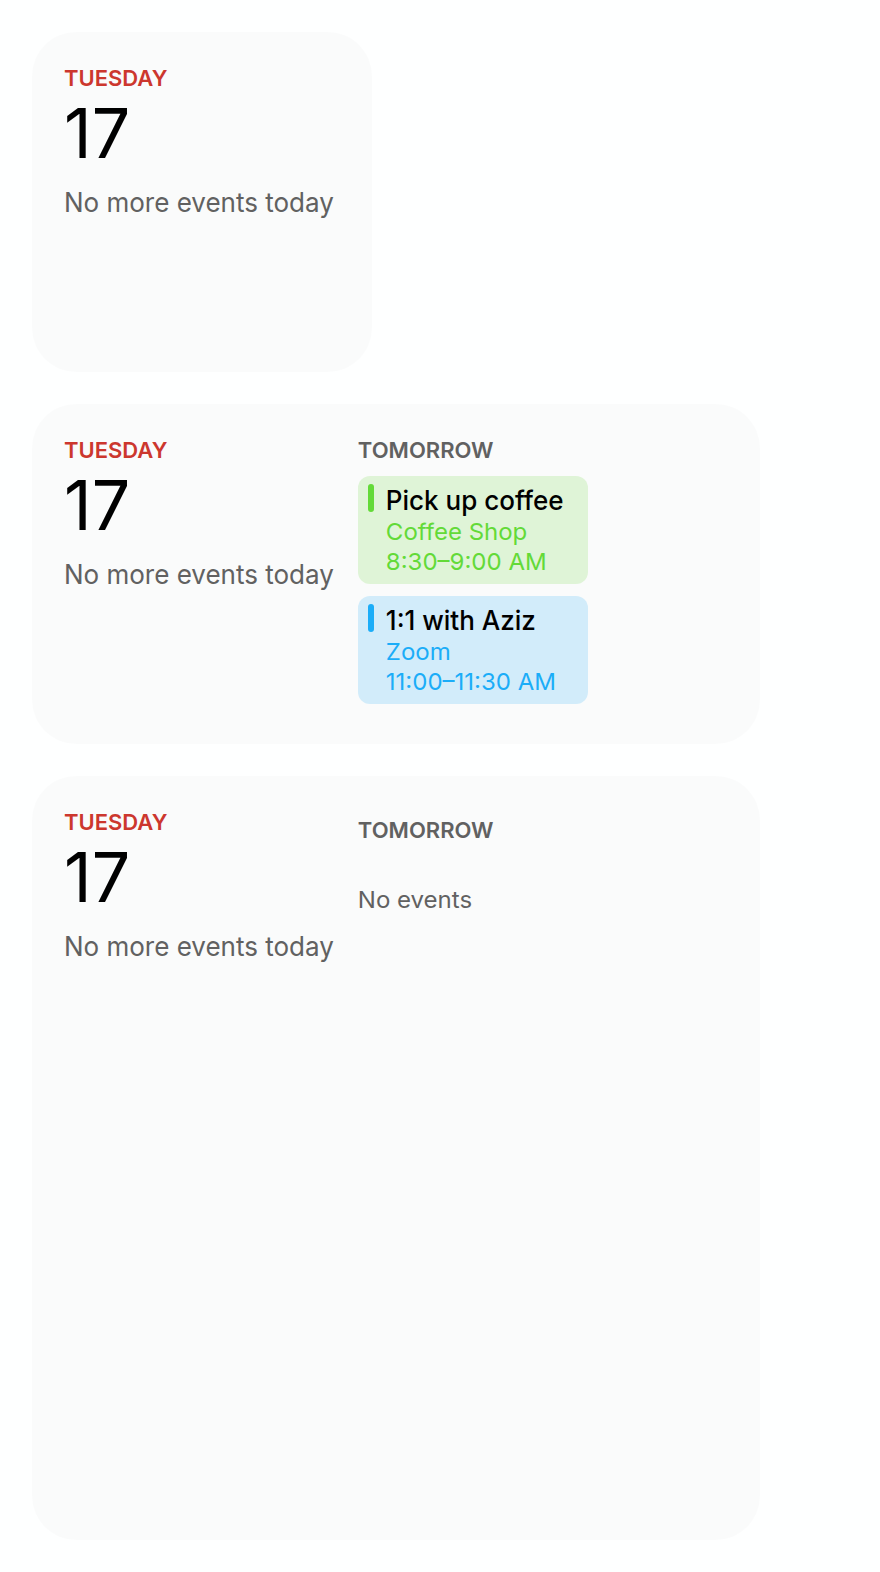 TUESDAY
17
No more events today
TUESDAY
17
No more events today
TOMORROW
Pick up coffee
Coffee Shop
8:30–9:00 AM
1:1 with Aziz
Zoom
11:00–11:30 AM
TUESDAY
17
No more events today
TOMORROW
No events